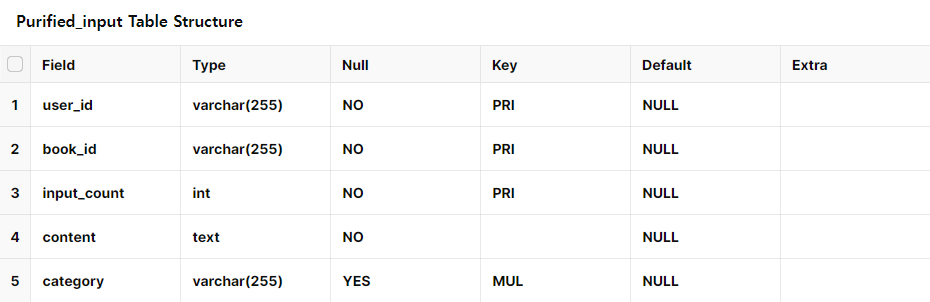 Purified_input Table Structure
Field Type Null Key Default Extra
1 user_id varchar(255) NO PRI NULL
2 book_id varchar(255) NO PRI NULL
3 input_count int NO PRI NULL
4 content text NO NULL
5 category varchar(255) YES MUL NULL